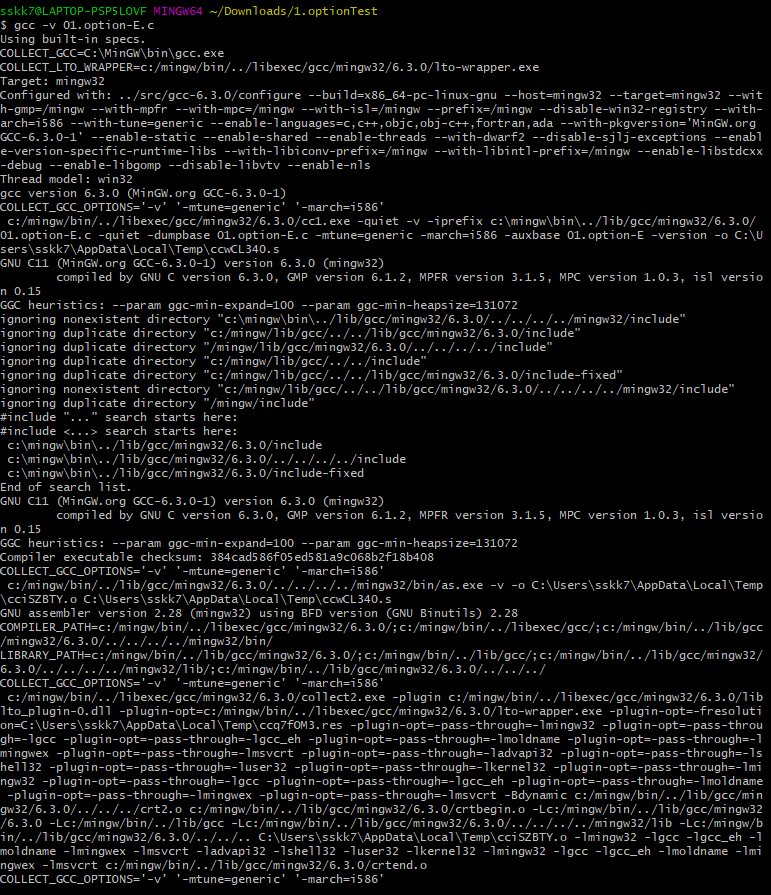 sskk7@LAPTOP-PSP5LOVF MINGW64 ~/Downloads/1.optionTest
$ gcc -v 01.option-E.c
Using built-in specs.
COLLECT_GCC=C:\MinGW\bin\gcc.exe
COLLECT_LTO_WRAPPER=c:/mingw/bin/../libexec/gcc/mingw32/6.3.0/lto-wrapper.exe
Target: mingw32
Configured with: ../src/gcc-6.3.0/configure --build=x86_64-pc-linux-gnu --host=mingw32 --target=mingw32 --wit
h-gmp=/mingw --with-mpfr --with-mpc=/mingw --with-isl=/mingw --prefix=/mingw --disable-win32-registry --with-
arch=i586 --with-tune=generic --enable-languages=c,c++,objc,obj-c++,fortran,ada --with-pkgversion='MinGW.org
GCC-6.3.0-1' --enable-static --enable-shared --enable-threads --with-dwarf2 --disable-sjlj-exceptions --enabl
e-version-specific-runtime-libs --with-libiconv-prefix=/mingw --with-libintl-prefix=/mingw --enable-libstdcxx
-debug --enable-libgomp --disable-libvtv --enable-nls
Thread model: win32
gcc version 6.3.0 (MinGW.org GCC-6.3.0-1)
COLLECT_GCC_OPTIONS='-v' '-mtune=generic' '-march=i586'
 c:/mingw/bin/../libexec/gcc/mingw32/6.3.0/cc1.exe -quiet -v -iprefix c:\mingw\bin\../lib/gcc/mingw32/6.3.0/
01.option-E.c -quiet -dumpbase 01.option-E.c -mtune=generic -march=i586 -auxbase 01.option-E -version -o C:\U
sers\sskk7\AppData\Local\Temp\ccwCL340.s
GNU C11 (MinGW.org GCC-6.3.0-1) version 6.3.0 (mingw32)
        compiled by GNU C version 6.3.0, GMP version 6.1.2, MPFR version 3.1.5, MPC version 1.0.3, isl versio
n 0.15
GGC heuristics: --param ggc-min-expand=100 --param ggc-min-heapsize=131072
ignoring nonexistent directory "c:\mingw\bin\../lib/gcc/mingw32/6.3.0/../../../../mingw32/include"
ignoring duplicate directory "c:/mingw/lib/gcc/../../lib/gcc/mingw32/6.3.0/include"
ignoring duplicate directory "/mingw/lib/gcc/mingw32/6.3.0/../../../../include"
ignoring duplicate directory "c:/mingw/lib/gcc/../../include"
ignoring duplicate directory "c:/mingw/lib/gcc/../../lib/gcc/mingw32/6.3.0/include-fixed"
ignoring nonexistent directory "c:/mingw/lib/gcc/../../lib/gcc/mingw32/6.3.0/../../../../mingw32/include"
ignoring duplicate directory "/mingw/include"
#include "..." search starts here:
#include <...> search starts here:
 c:\mingw\bin\../lib/gcc/mingw32/6.3.0/include
 c:\mingw\bin\../lib/gcc/mingw32/6.3.0/../../../../include
 c:\mingw\bin\../lib/gcc/mingw32/6.3.0/include-fixed
End of search list.
GNU C11 (MinGW.org GCC-6.3.0-1) version 6.3.0 (mingw32)
        compiled by GNU C version 6.3.0, GMP version 6.1.2, MPFR version 3.1.5, MPC version 1.0.3, isl versio
n 0.15
GGC heuristics: --param ggc-min-expand=100 --param ggc-min-heapsize=131072
Compiler executable checksum: 384cad586f05ed581a9c068b2f18b408
COLLECT_GCC_OPTIONS='-v' '-mtune=generic' '-march=i586'
 c:/mingw/bin/../lib/gcc/mingw32/6.3.0/../../../../mingw32/bin/as.exe -v -o C:\Users\sskk7\AppData\Local\Temp
\cciSZBTY.o C:\Users\sskk7\AppData\Local\Temp\ccwCL340.s
GNU assembler version 2.28 (mingw32) using BFD version (GNU Binutils) 2.28
COMPILER_PATH=c:/mingw/bin/../libexec/gcc/mingw32/6.3.0/;c:/mingw/bin/../libexec/gcc/;c:/mingw/bin/../lib/gcc
/mingw32/6.3.0/../../../../mingw32/bin/
LIBRARY_PATH=c:/mingw/bin/../lib/gcc/mingw32/6.3.0/;c:/mingw/bin/../lib/gcc/;c:/mingw/bin/../lib/gcc/mingw32/
6.3.0/../../../../mingw32/lib/;c:/mingw/bin/../lib/gcc/mingw32/6.3.0/../../../
COLLECT_GCC_OPTIONS='-v' '-mtune=generic' '-march=i586'
 c:/mingw/bin/../libexec/gcc/mingw32/6.3.0/collect2.exe -plugin c:/mingw/bin/../libexec/gcc/mingw32/6.3.0/lib
lto_plugin-0.dll -plugin-opt=c:/mingw/bin/../libexec/gcc/mingw32/6.3.0/lto-wrapper.exe -plugin-opt=-fresoluti
on=C:\Users\sskk7\AppData\Local\Temp\ccq7fOM3.res -plugin-opt=-pass-through=-lmingw32 -plugin-opt=-pass-throu
gh=-lgcc -plugin-opt=-pass-through=-lgcc_eh -plugin-opt=-pass-through=-lmoldname -plugin-opt=-pass-through=-l
mingwex -plugin-opt=-pass-through=-lmsvcrt -plugin-opt=-pass-through=-ladvapi32 -plugin-opt=-pass-through=-ls
hell32 -plugin-opt=-pass-through=-luser32 -plugin-opt=-pass-through=-lkernel32 -plugin-opt=-pass-through=-lmi
ngw32 -plugin-opt=-pass-through=-lgcc -plugin-opt=-pass-through=-lgcc_eh -plugin-opt=-pass-through=-lmoldname
 -plugin-opt=-pass-through=-lmingwex -plugin-opt=-pass-through=-lmsvcrt -Bdynamic c:/mingw/bin/../lib/gcc/min
gw32/6.3.0/../../../crt2.o c:/mingw/bin/../lib/gcc/mingw32/6.3.0/crtbegin.o -Lc:/mingw/bin/../lib/gcc/mingw32
/6.3.0 -Lc:/mingw/bin/../lib/gcc -Lc:/mingw/bin/../lib/gcc/mingw32/6.3.0/../../../../mingw32/lib -Lc:/mingw/b
in/../lib/gcc/mingw32/6.3.0/../../.. C:\Users\sskk7\AppData\Local\Temp\cciSZBTY.o -lmingw32 -lgcc -lgcc_eh -l
moldname -lmingwex -lmsvcrt -ladvapi32 -lshell32 -luser32 -lkernel32 -lmingw32 -lgcc -lgcc_eh -lmoldname -lmi
ngwex -lmsvcrt c:/mingw/bin/../lib/gcc/mingw32/6.3.0/crtend.o
COLLECT_GCC_OPTIONS='-v' '-mtune=generic' '-march=i586'